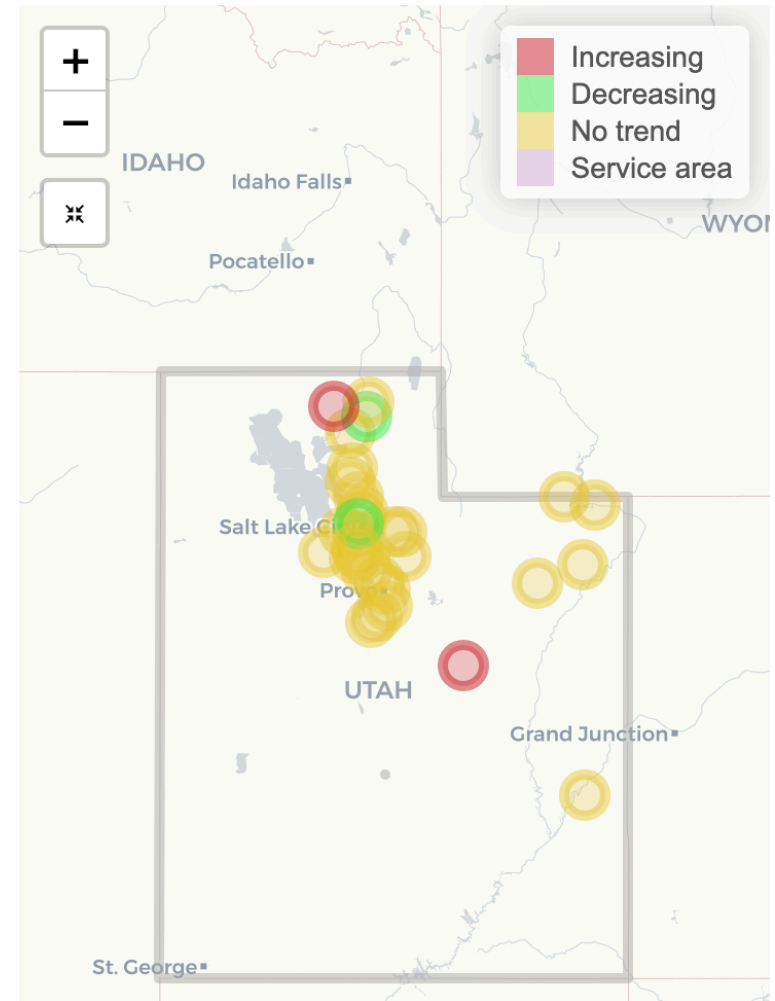 +
−
Increasing
Decreasing
No trend
Service area
IDAHO
Idaho Falls
WYOM
Pocatello
Salt Lake Ci
Provo
UTAH
Grand Junction
St. George